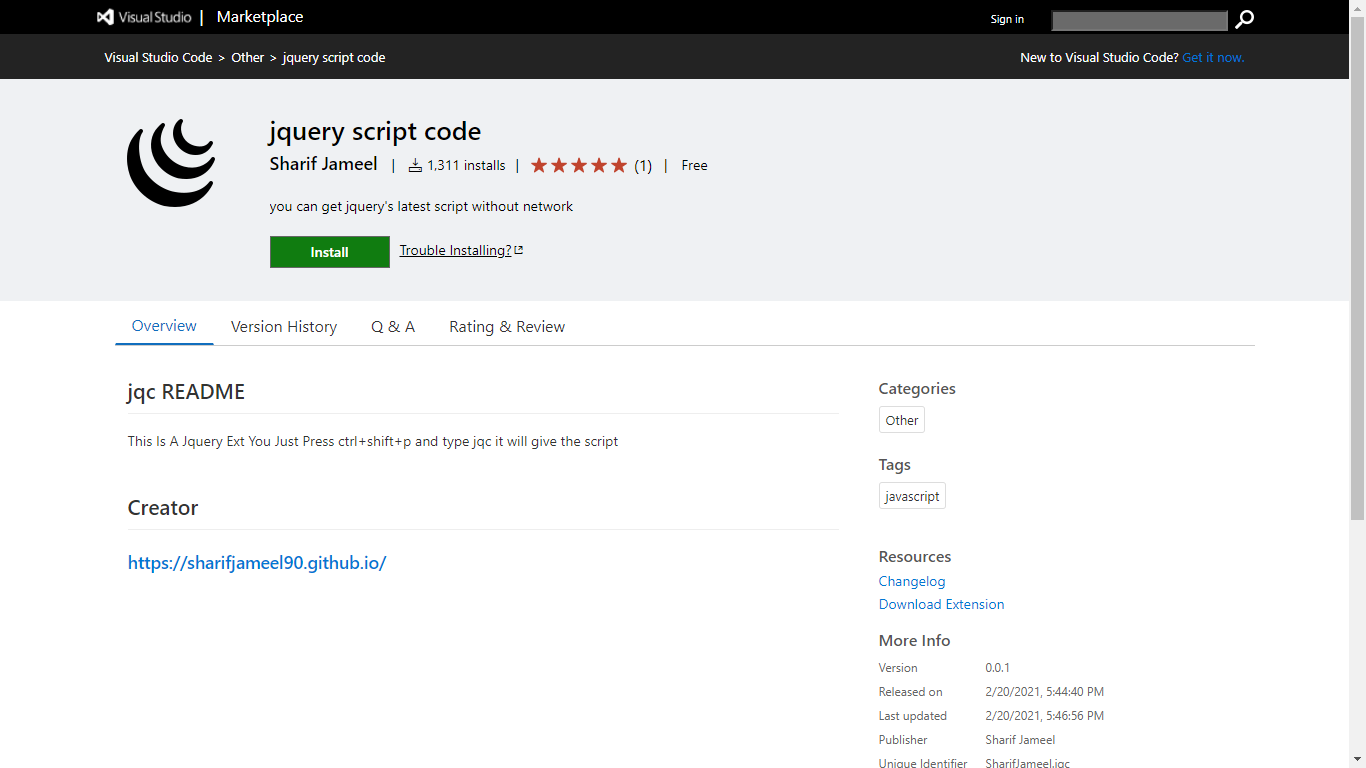 Visual Studio | Marketplace
Sign in
Visual Studio Code > Other > jquery script code
New to Visual Studio Code? Get it now.
jquery script code
Sharif Jameel | 1,311 installs | (1) | Free
you can get jquery's latest script without network
Install
Trouble Installing?
Overview
Version History
Q & A
Rating & Review
jqc README
This Is A Jquery Ext You Just Press ctrl+shift+p and type jqc it will give the script
Creator
https://sharifjameel90.github.io/
Categories
Other
Tags
javascript
Resources
Changelog
Download Extension
More Info
Version 0.0.1
Released on 2/20/2021, 5:44:40 PM
Last updated 2/20/2021, 5:46:56 PM
Publisher Sharif Jameel
Unique Identifier SharifJameel.jqc